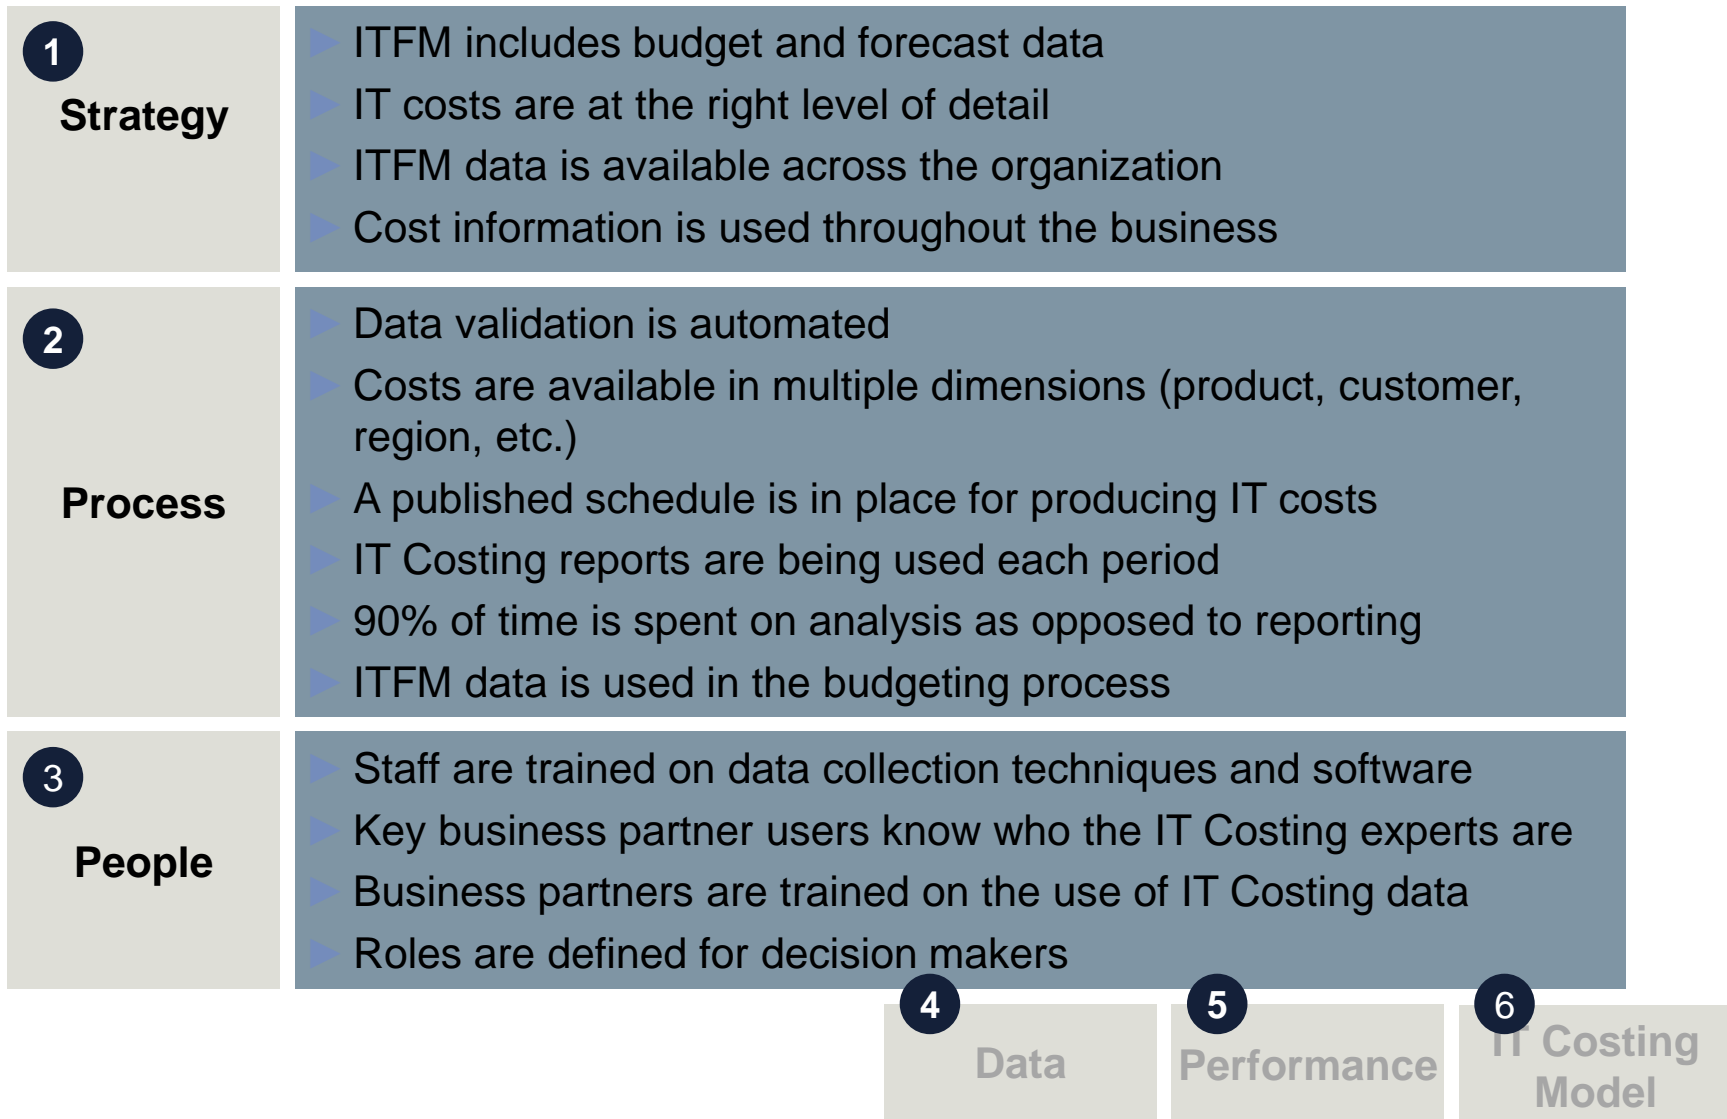 1
Strategy
► ITFM includes budget and forecast data
► IT costs are at the right level of detail
► ITFM data is available across the organization
► Cost information is used throughout the business
2
Process
► Data validation is automated
► Costs are available in multiple dimensions (product, customer,
region, etc.)
► A published schedule is in place for producing IT costs
► IT Costing reports are being used each period
► 90% of time is spent on analysis as opposed to reporting
► ITFM data is used in the budgeting process
3
People
► Staff are trained on data collection techniques and software
► Key business partner users know who the IT Costing experts are
► Business partners are trained on the use of IT Costing data
► Roles are defined for decision makers
4
Data
5
Performance
6
IT Costing
Model